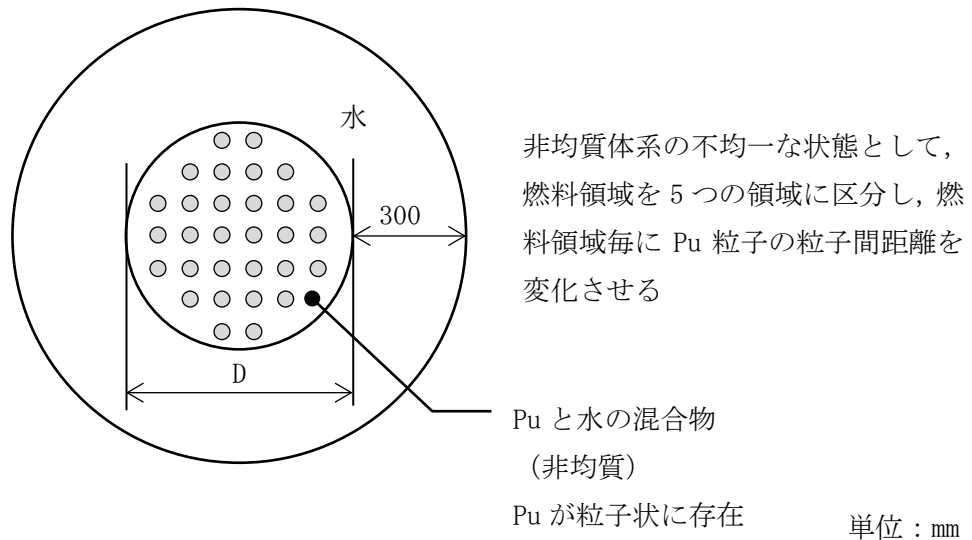 水
300
D
非均質体系の不均一な状態として，
燃料領域を 5 つの領域に区分し，燃
料領域毎に Pu 粒子の粒子間距離を
変化させる
Pu と水の混合物
（非均質）
Pu が粒子状に存在
単位：mm